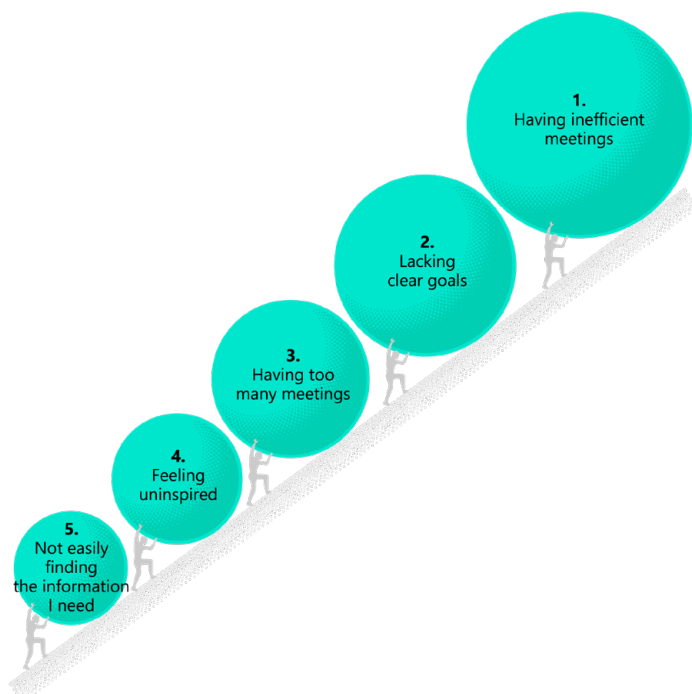 1.
Having inefficient
meetings
2.
Lacking
clear goals
3.
Having too
many meetings
4.
Feeling
uninspired
5.
Not easily
finding
the information
I need